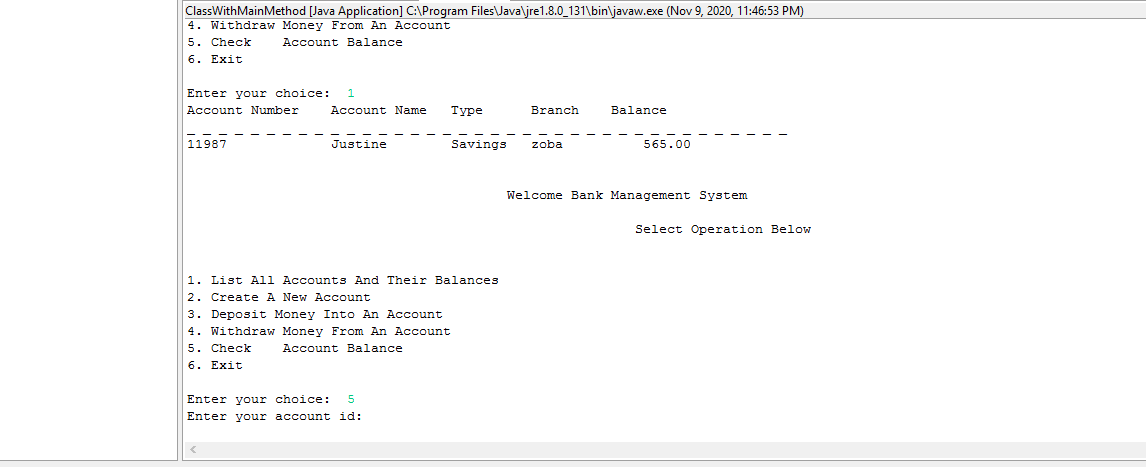 ClassWithMainMethod [Java Application] C:\Program Files\Java\jre1.8.0_131\bin\javaw.exe (Nov 9, 2020, 11:46:53 PM)
4. Withdraw Money From An Account
5. Check    Account Balance
6. Exit
Enter your choice:  1
Account Number    Account Name   Type      Branch    Balance
_ _ _ _ _ _ _ _ _ _ _ _ _ _ _ _ _ _ _ _ _ _ _ _ _ _ _ _ _ _ _ _ _ _ _ _ _ _
11987             Justine        Savings   zoba          565.00
Welcome Bank Management System
Select Operation Below
1. List All Accounts And Their Balances
2. Create A New Account
3. Deposit Money Into An Account
4. Withdraw Money From An Account
5. Check    Account Balance
6. Exit
Enter your choice:  5
Enter your account id: